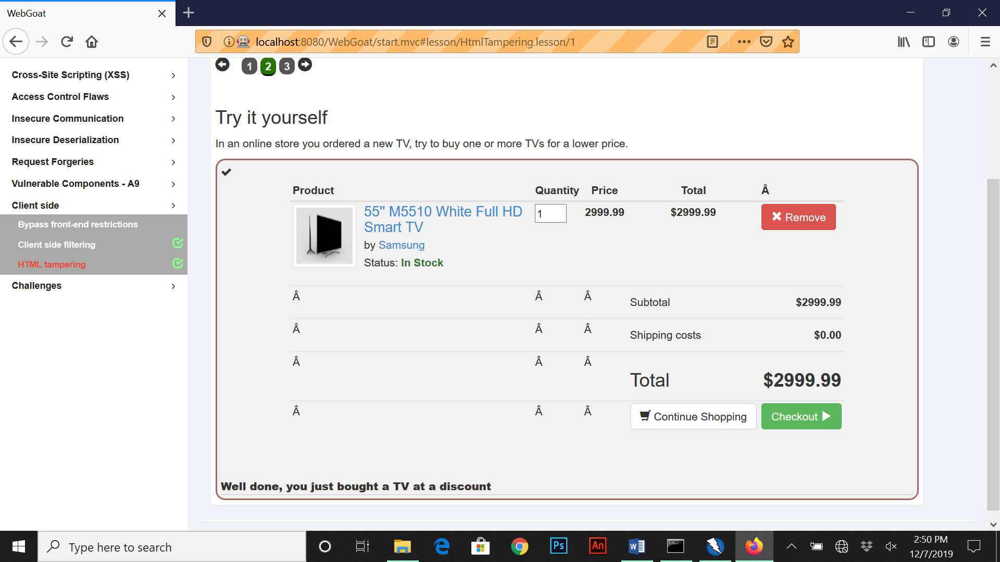 WebGoat
localhost:8080/WebGoat/start.mvc#lesson/HtmlTampering.lesson/1
Cross-Site Scripting (XSS)
Access Control Flaws
Insecure Communication
Insecure Deserialization
Request Forgeries
Vulnerable Components - A9
Client side
Bypass front-end restrictions
Client side filtering
HTML tampering
Challenges
1 2 3
Try it yourself
In an online store you ordered a new TV, try to buy one or more TVs for a lower price.
Product Quantity Price Total Â
55'' M5510 White Full HD
Smart TV
1 2999.99 $2999.99 Remove
by Samsung
Status: In Stock
Â Â Â Subtotal $2999.99
Â Â Â Shipping costs $0.00
Â Â Â Total $2999.99
Â Â Â Continue Shopping Checkout
Well done, you just bought a TV at a discount
Type here to search
Ps
An
W
2:50 PM
12/7/2019